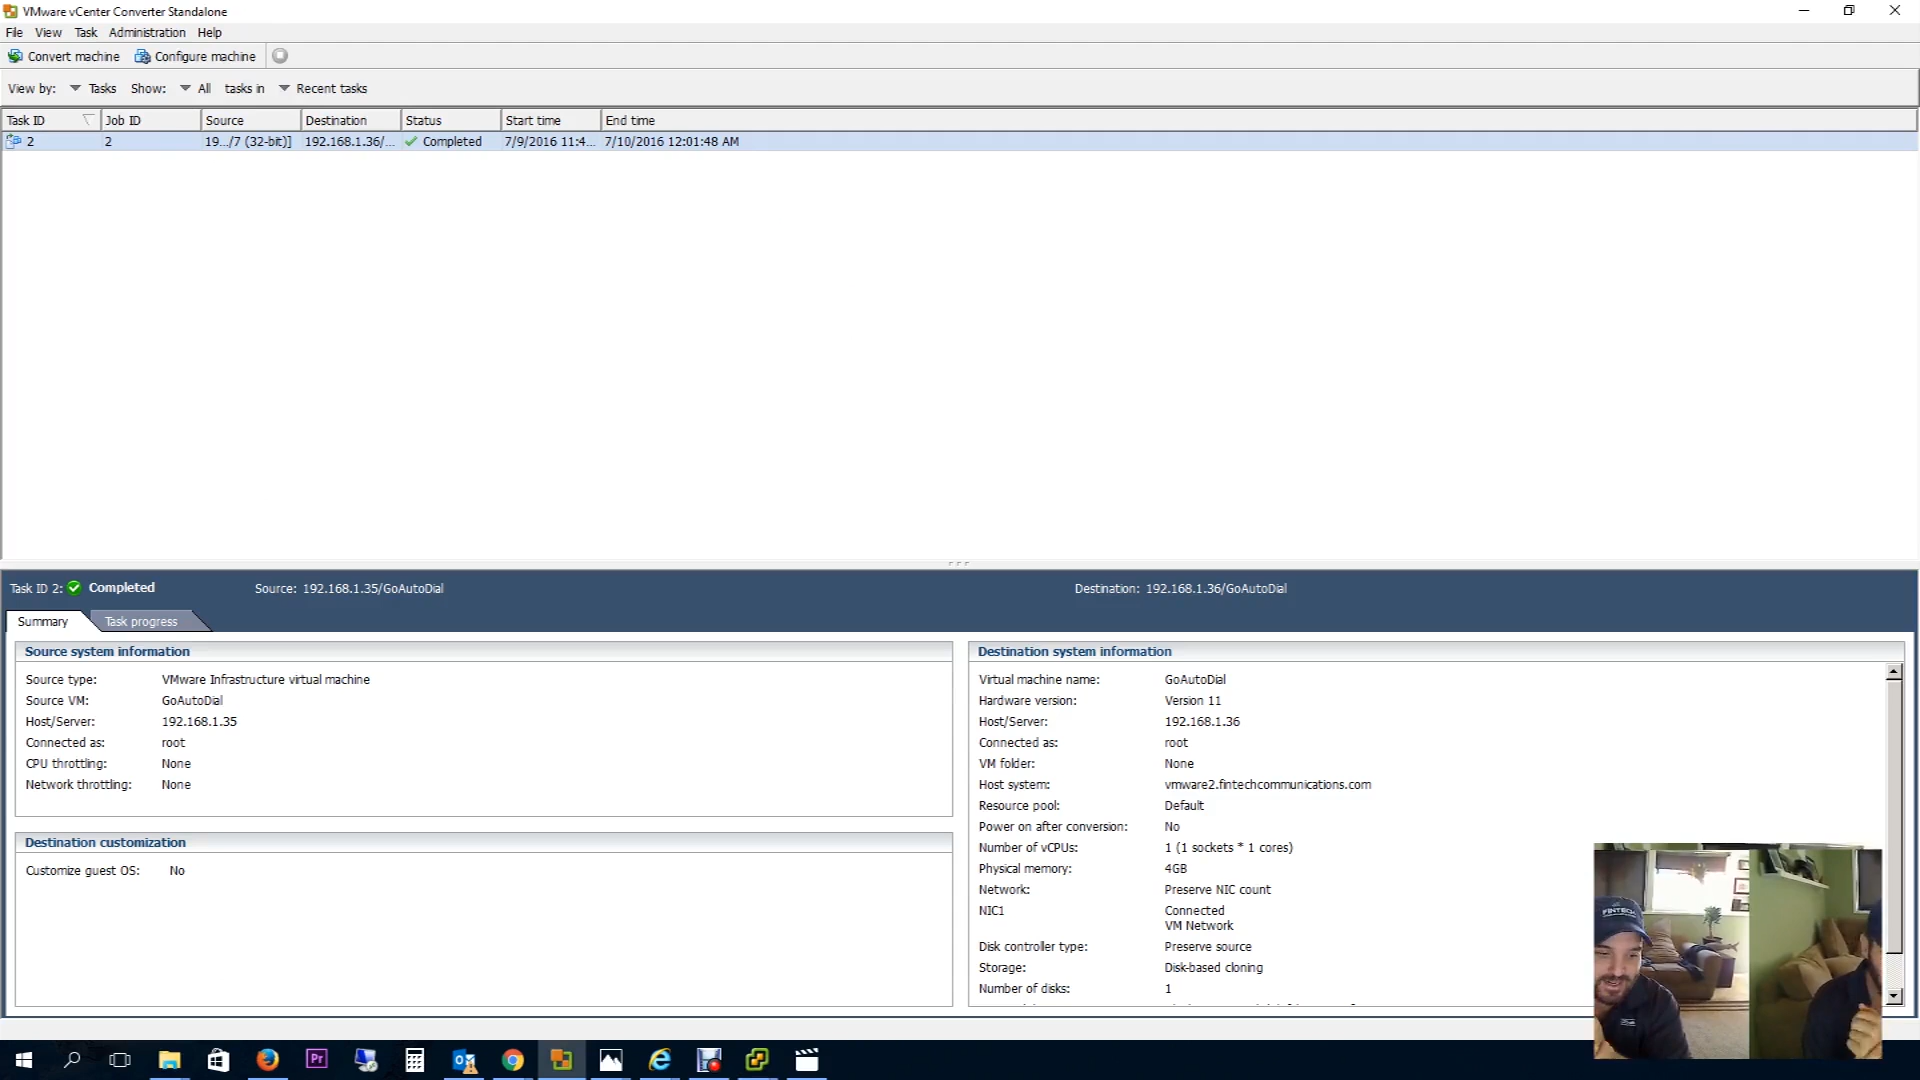 VMware vCenter Converter Standalone
File View Task Administration Help
Convert machine Configure machine
View by: Tasks Show: All tasks in Recent tasks
Task ID Job ID Source Destination Status Start time End time
2 2 19.../7 (32-bit)] 192.168.1.36/... Completed 7/9/2016 11:4... 7/10/2016 12:01:48 AM
Task ID 2: Completed Source: 192.168.1.35/GoAutoDial Destination: 192.168.1.36/GoAutoDial
Summary Task progress
Source system information
Source type: VMware Infrastructure virtual machine
Source VM: GoAutoDial
Host/Server: 192.168.1.35
Connected as: root
CPU throttling: None
Network throttling: None
Destination customization
Customize guest OS: No
Destination system information
Virtual machine name: GoAutoDial
Hardware version: Version 11
Host/Server: 192.168.1.36
Connected as: root
VM folder: None
Host system: vmware2.fintechcommunications.com
Resource pool: Default
Power on after conversion: No
Number of vCPUs: 1 (1 sockets * 1 cores)
Physical memory: 4GB
Network: Preserve NIC count
NIC1 Connected
VM Network
Disk controller type: Preserve source
Storage: Disk-based cloning
Number of disks: 1
FINTECH
Pr